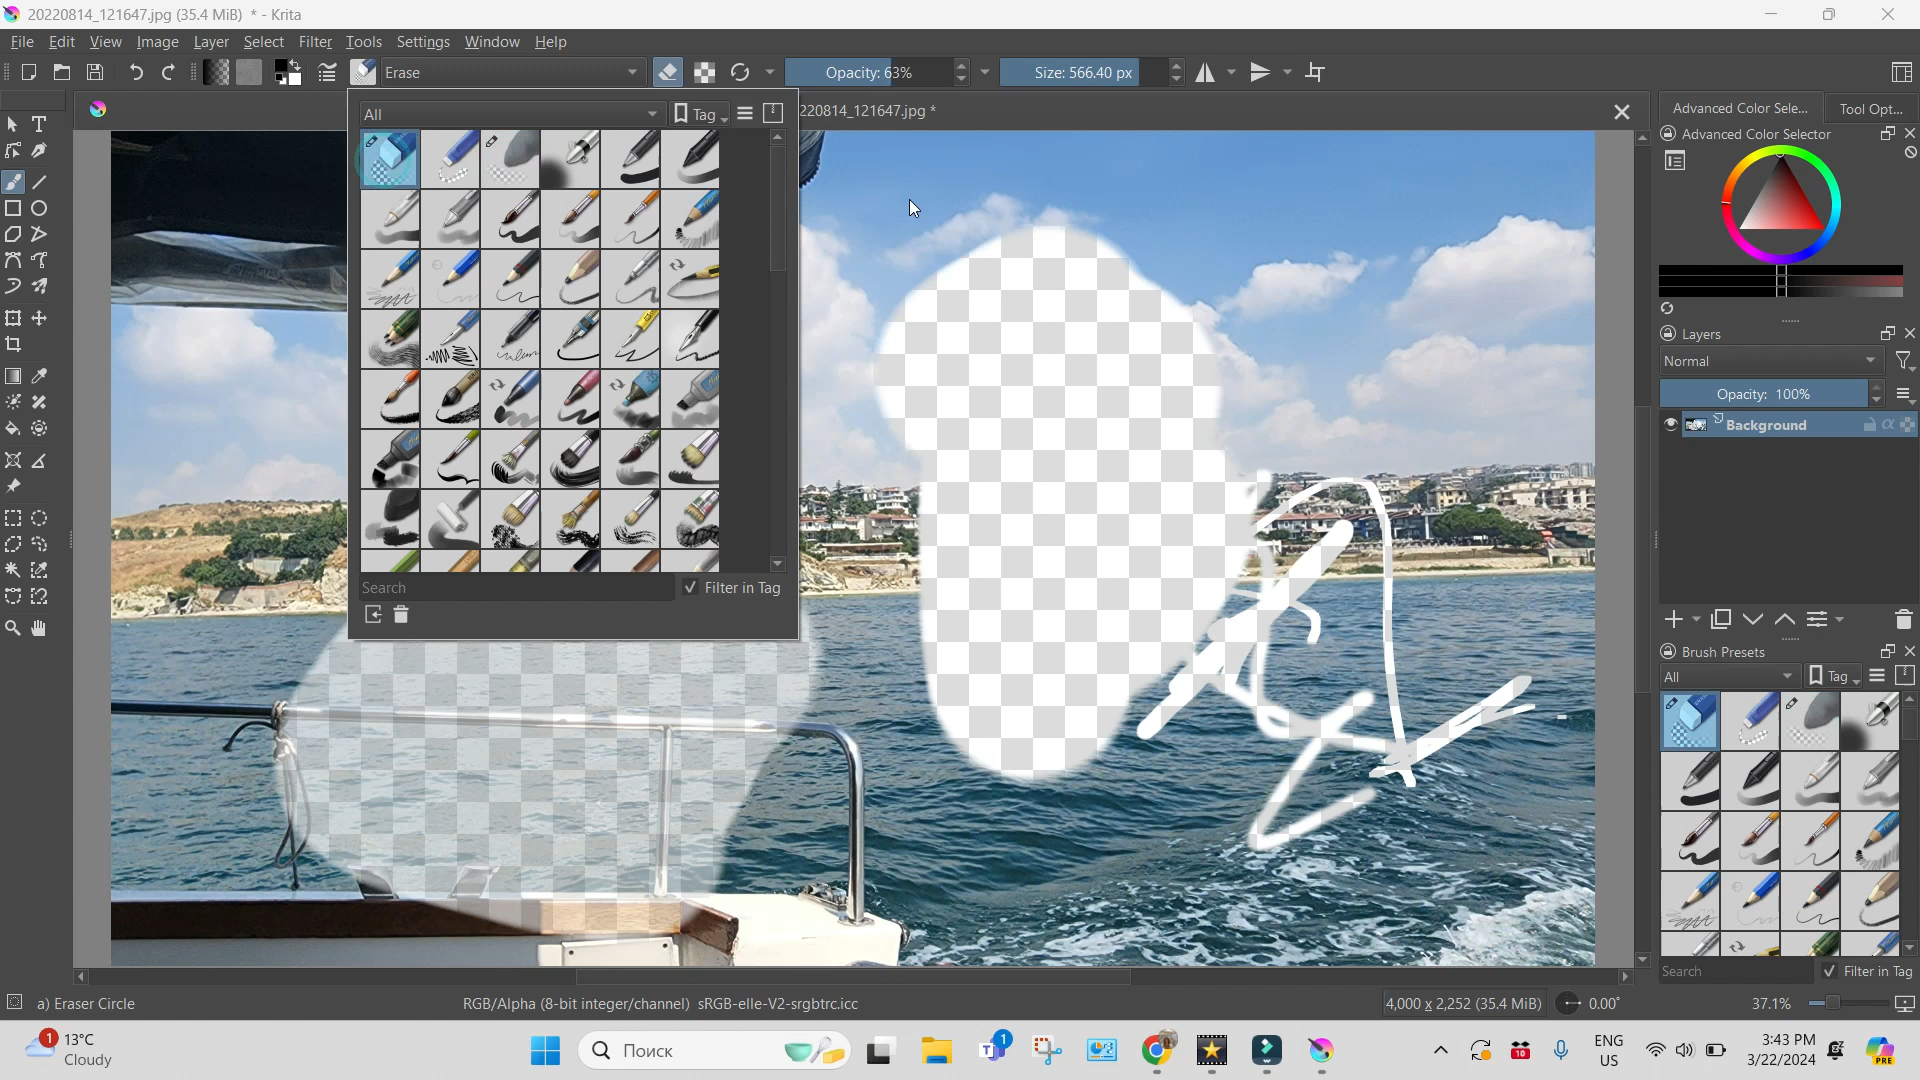 20220814_121647.jpg (35.4 MiB) * - Krita
File Edit View Image Layer Select Filter Tools Settings Window Help
Erase Opacity: 63% Size: 566.40 px
220814_121647.jpg *
All Tag
Search Filter in Tag
Advanced Color Sele... Tool Opt...
Advanced Color Selector
Layers
Normal
Opacity: 100%
Background
Brush Presets
All Tag
Search Filter in Tag
a) Eraser Circle RGB/Alpha (8-bit integer/channel) sRGB-elle-V2-srgbtrc.icc 4,000 x 2,252 (35.4 MiB) 0.00° 37.1%
1 13°C
Cloudy
Поиск
1
10
ENG
US
3:43 PM
3/22/2024
PRE